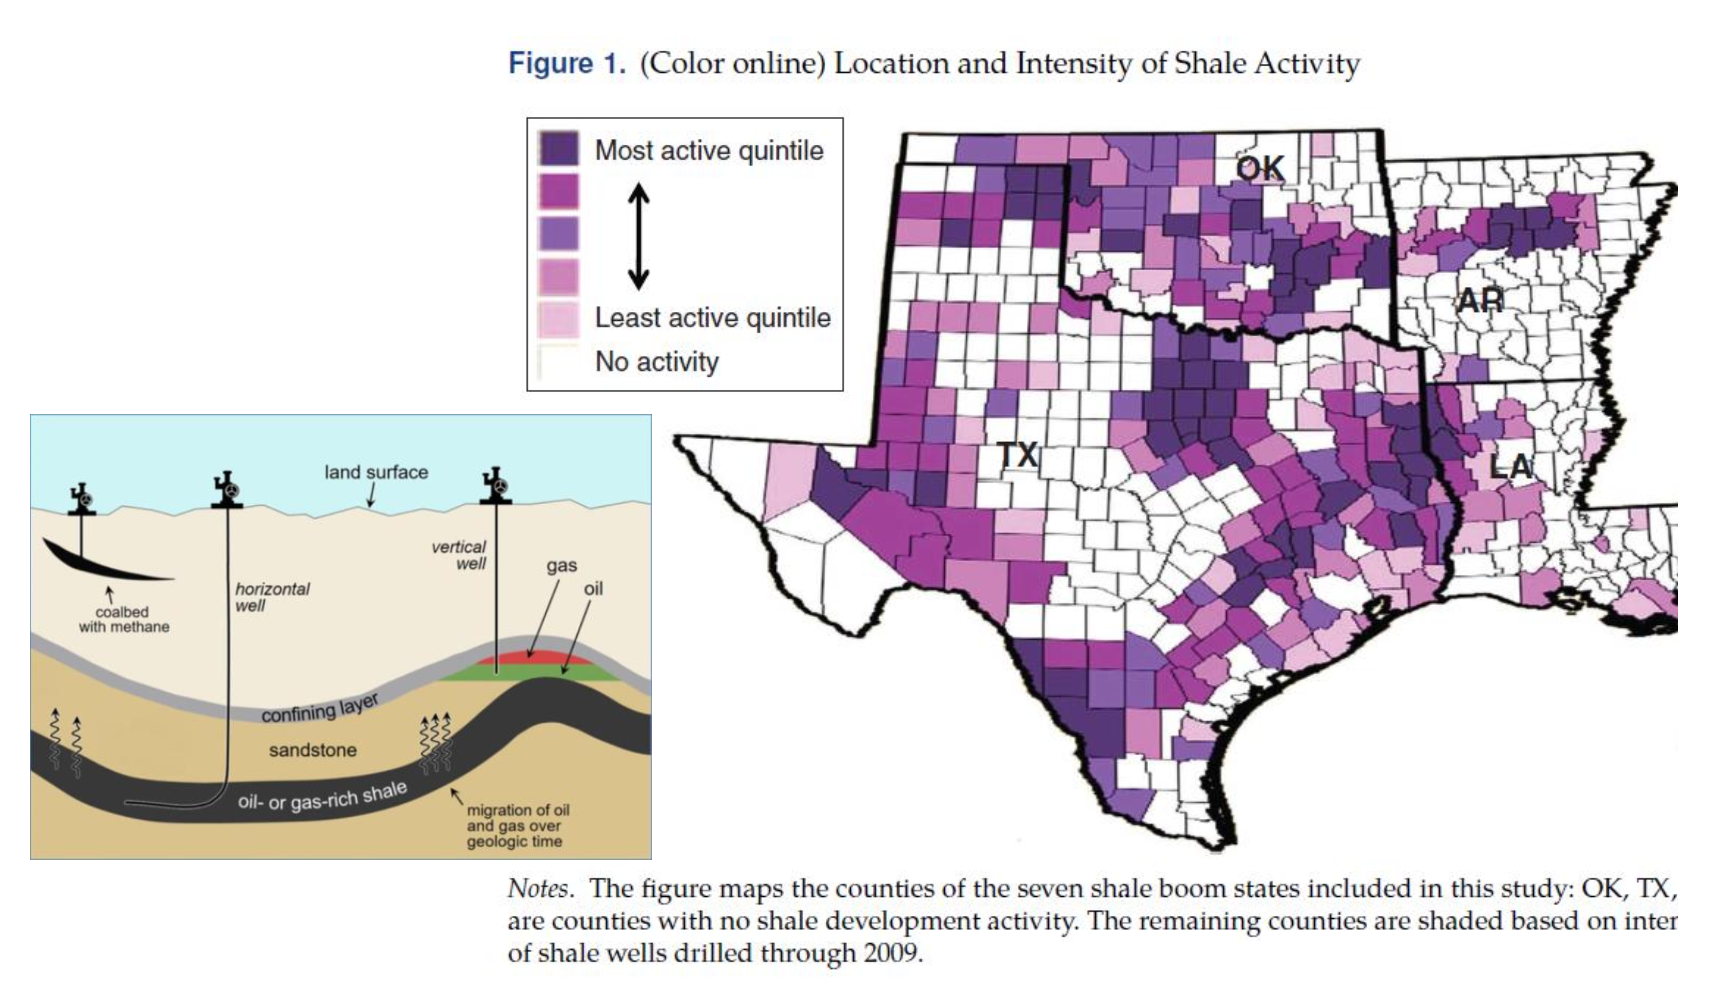 Figure 1. (Color online) Location and Intensity of Shale Activity
Most active quintile
Least active quintile
No activity
OK
AR
TX
LA
land surface
vertical
well
gas
oil
horizontal
well
coalbed
with methane
confining layer
sandstone
oil- or gas-rich shale
migration of oil
and gas over
geologic time
Notes. The figure maps the counties of the seven shale boom states included in this study: OK, TX,
are counties with no shale development activity. The remaining counties are shaded based on inter
of shale wells drilled through 2009.